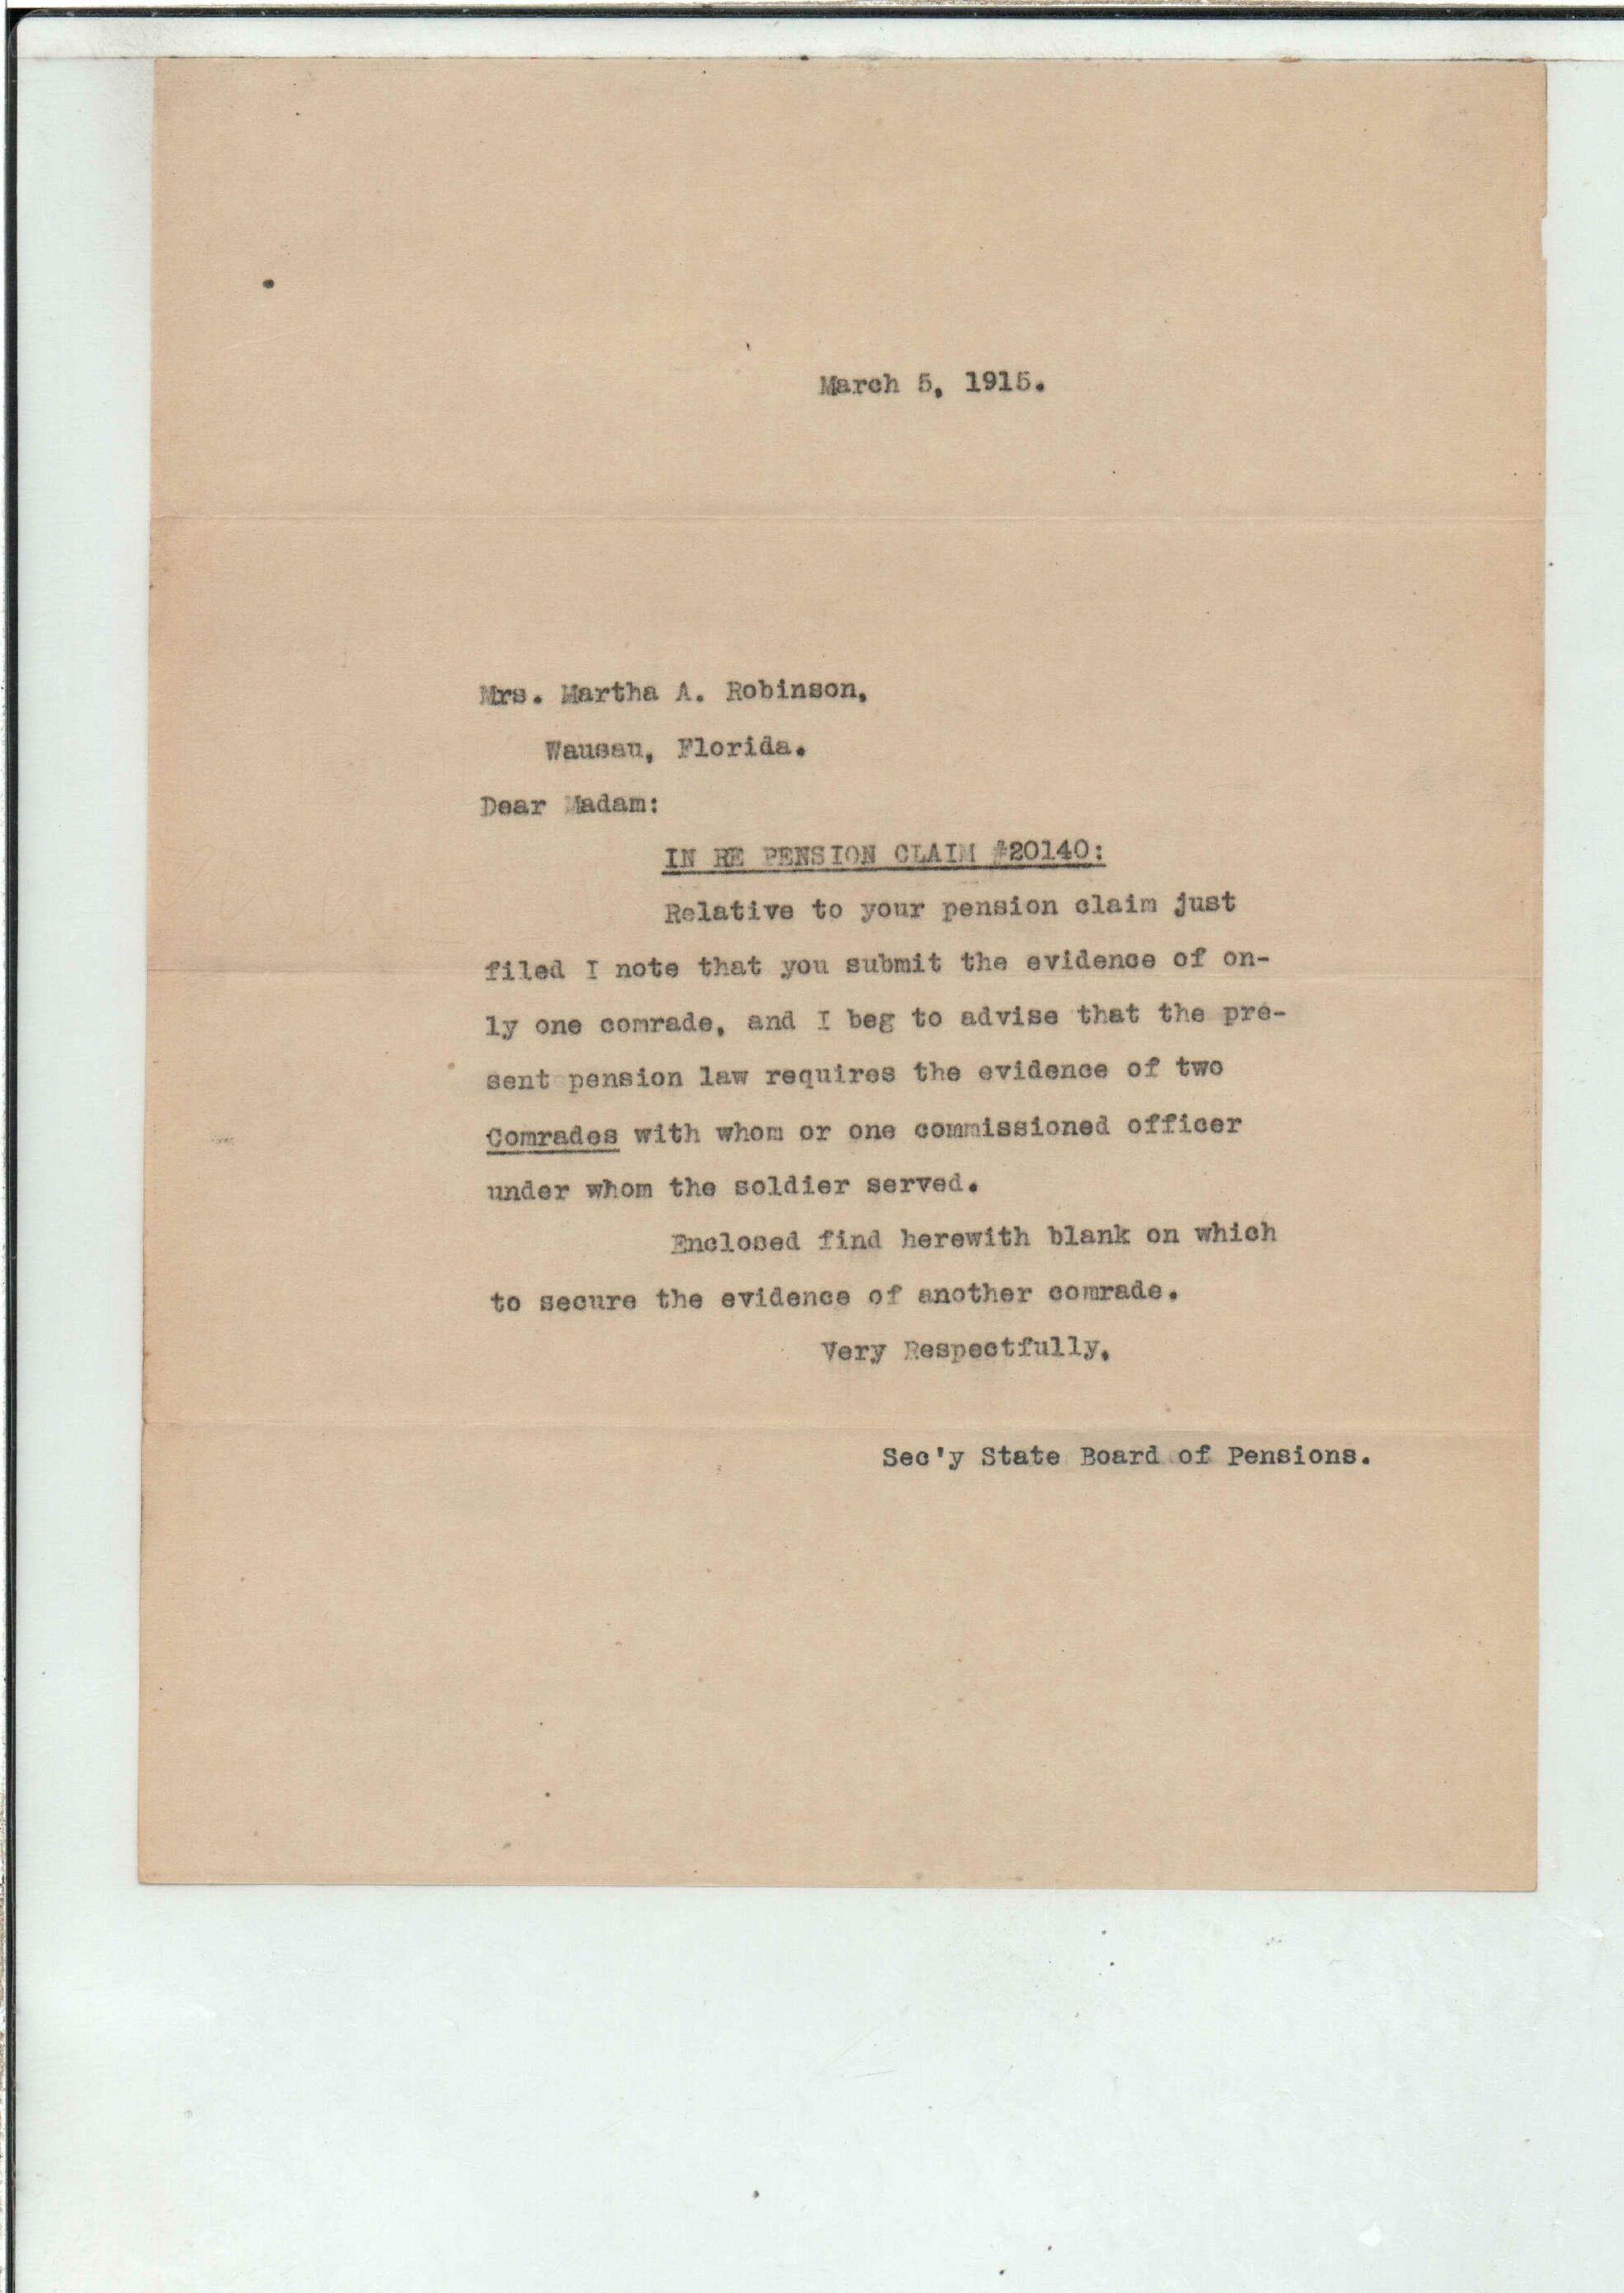 March 5, 1915.
Mrs. Martha A. Robinson,
Wausau, Florida.
Dear Madam:
IN RE PENSION CLAIM #20140:
Relative to your pension claim just
filed I note that you submit the evidence of on-
ly one comrade, and I beg to advise that the pre-
sent pension law requires the evidence of two
Comrades with whom or one commissioned officer
under whom the soldier served.
Enclosed find herewith blank on which
to secure the evidence of another comrade.
Very Respectfully,
Sec'y State Board of Pensions.